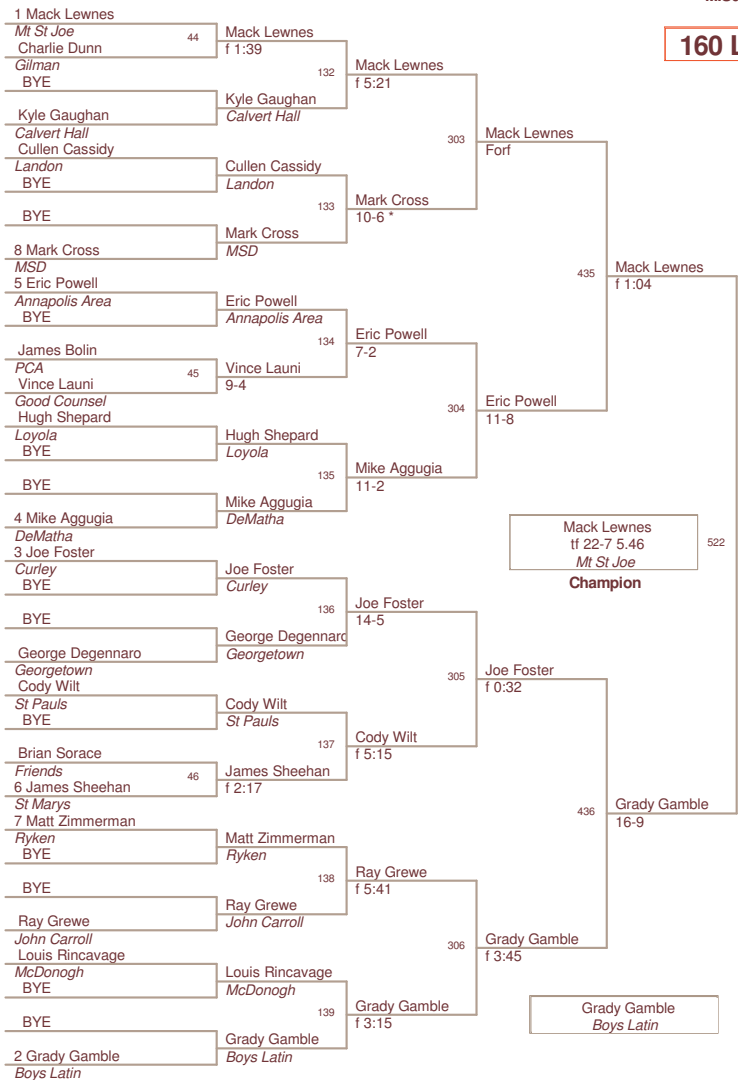 160 L
1 Mack Lewnes
Mt St Joe
Charlie Dunn
Gilman
BYE
Kyle Gaughan
Calvert Hall
Cullen Cassidy
Landon
BYE
BYE
8 Mark Cross
MSD
5 Eric Powell
Annapolis Area
BYE
James Bolin
PCA
Vince Launi
Good Counsel
Hugh Shepard
Loyola
BYE
BYE
4 Mike Aggugia
DeMatha
3 Joe Foster
Curley
BYE
BYE
George Degennaro
Georgetown
Cody Wilt
St Pauls
BYE
Brian Sorace
Friends
6 James Sheehan
St Marys
7 Matt Zimmerman
Ryken
BYE
BYE
Ray Grewe
John Carroll
Louis Rincavage
McDonogh
BYE
BYE
2 Grady Gamble
Boys Latin
44
45
46
Mack Lewnes
f 1:39
Kyle Gaughan
Calvert Hall
Cullen Cassidy
Landon
Mark Cross
MSD
Eric Powell
Annapolis Area
Vince Launi
9-4
Hugh Shepard
Loyola
Mike Aggugia
DeMatha
Joe Foster
Curley
George Degennaro
Georgetown
Cody Wilt
St Pauls
James Sheehan
f 2:17
Matt Zimmerman
Ryken
Ray Grewe
John Carroll
Louis Rincavage
McDonogh
Grady Gamble
Boys Latin
132
133
134
135
136
137
138
139
Mack Lewnes
f 5:21
Mark Cross
10-6 *
Eric Powell
7-2
Mike Aggugia
11-2
Joe Foster
14-5
Cody Wilt
f 5:15
Ray Grewe
f 5:41
Grady Gamble
f 3:15
303
304
305
306
Mack Lewnes
Forf
Eric Powell
11-8
Joe Foster
f 0:32
Grady Gamble
f 3:45
435
436
Mack Lewnes
f 1:04
Grady Gamble
16-9
Mack Lewnes
tf 22-7 5.46
Mt St Joe
522
Champion
Grady Gamble
Boys Latin